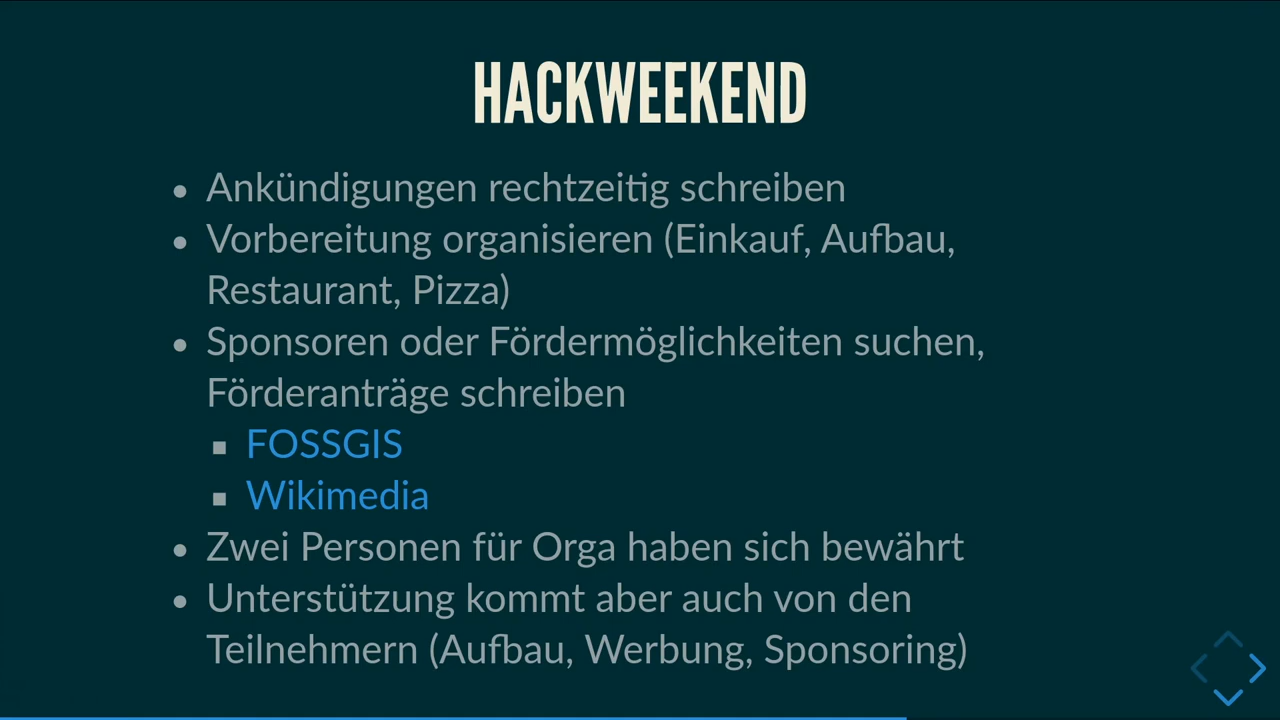 HACKWEEKEND
• Ankündigungen rechtzeitig schreiben
• Vorbereitung organisieren (Einkauf, Aufbau,
Restaurant, Pizza)
• Sponsoren oder Fördermöglichkeiten suchen,
Förderanträge schreiben
▪ FOSSGIS
▪ Wikimedia
• Zwei Personen für Orga haben sich bewährt
• Unterstützung kommt aber auch von den
Teilnehmern (Aufbau, Werbung, Sponsoring)